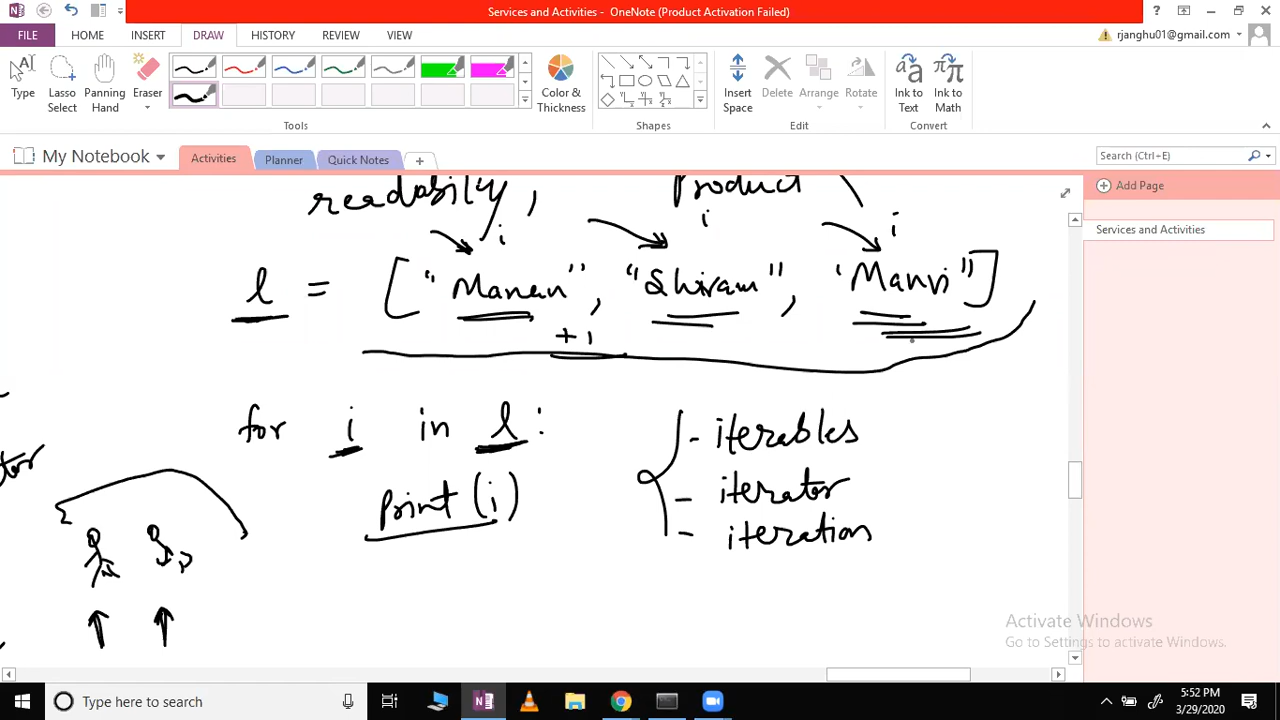 Services and Activities - OneNote (Product Activation Failed)
FILE HOME INSERT DRAW HISTORY REVIEW VIEW
rjanghu01@gmail.com
Type
Lasso Select
Panning Hand
Eraser
Color & Thickness
Insert Space
Delete
Arrange
Rotate
Ink to Text
Ink to Math
Tools
Shapes
Edit
Convert
My Notebook
Activities
Planner
Quick Notes
Search (Ctrl+E)
Add Page
Services and Activities
readability, Product
i i i
l = ["Manan", "Shivam", 'Manvi"]
+1
for i in l:
print (i)
- iterables
- iterator
- iteration
Activate Windows
Go to Settings to activate Windows.
Type here to search
5:52 PM
3/29/2020